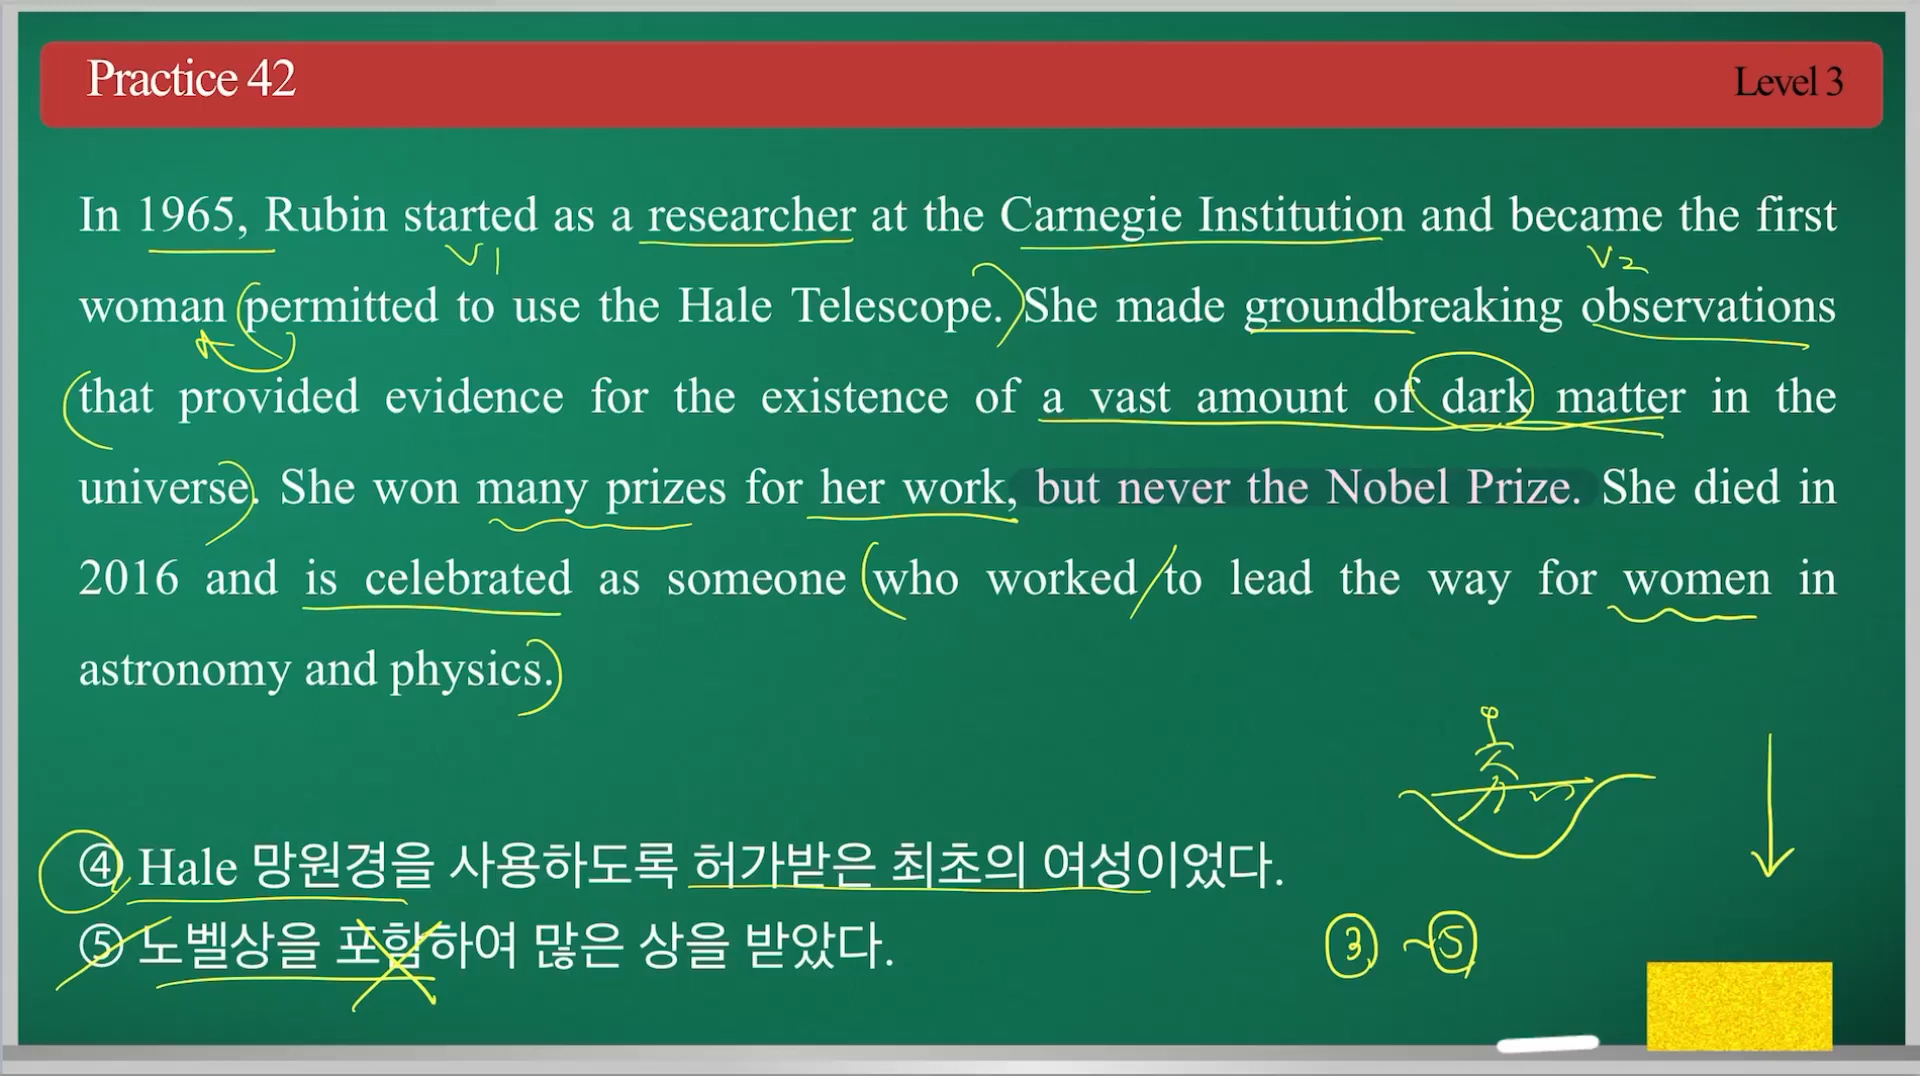 Practice 42
Level 3
In 1965, Rubin started as a researcher at the Carnegie Institution and became the first
V1
V2
woman permitted to use the Hale Telescope. She made groundbreaking observations
that provided evidence for the existence of a vast amount of dark matter in the
universe. She won many prizes for her work, but never the Nobel Prize. She died in
2016 and is celebrated as someone who worked to lead the way for women in
astronomy and physics.
④ Hale 망원경을 사용하도록 허가받은 최초의 여성이었다.
⑤ 노벨상을 포함하여 많은 상을 받았다.
③ ~⑤